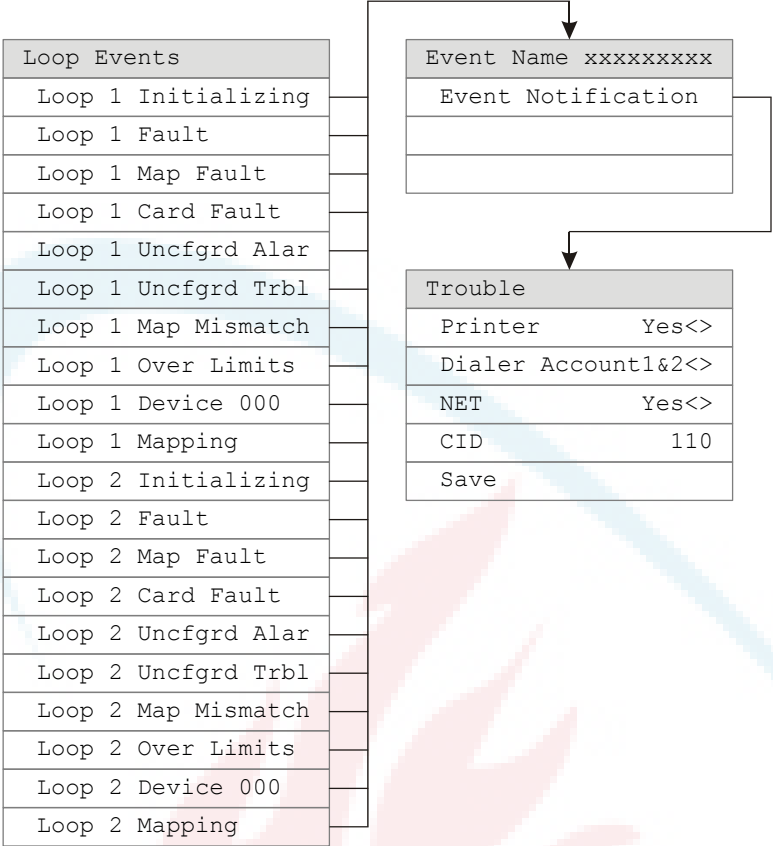 Loop Events
Loop 1 Initializing
Loop 1 Fault
Loop 1 Map Fault
Loop 1 Card Fault
Loop 1 Uncfgrd Alar
Loop 1 Uncfgrd Trbl
Loop 1 Map Mismatch
Loop 1 Over Limits
Loop 1 Device 000
Loop 1 Mapping
Loop 2 Initializing
Loop 2 Fault
Loop 2 Map Fault
Loop 2 Card Fault
Loop 2 Uncfgrd Alar
Loop 2 Uncfgrd Trbl
Loop 2 Map Mismatch
Loop 2 Over Limits
Loop 2 Device 000
Loop 2 Mapping
Event Name xxxxxxxxx
Event Notification
Trouble
Printer Yes<>
Dialer Account1&2<>
NET Yes<>
CID 110
Save